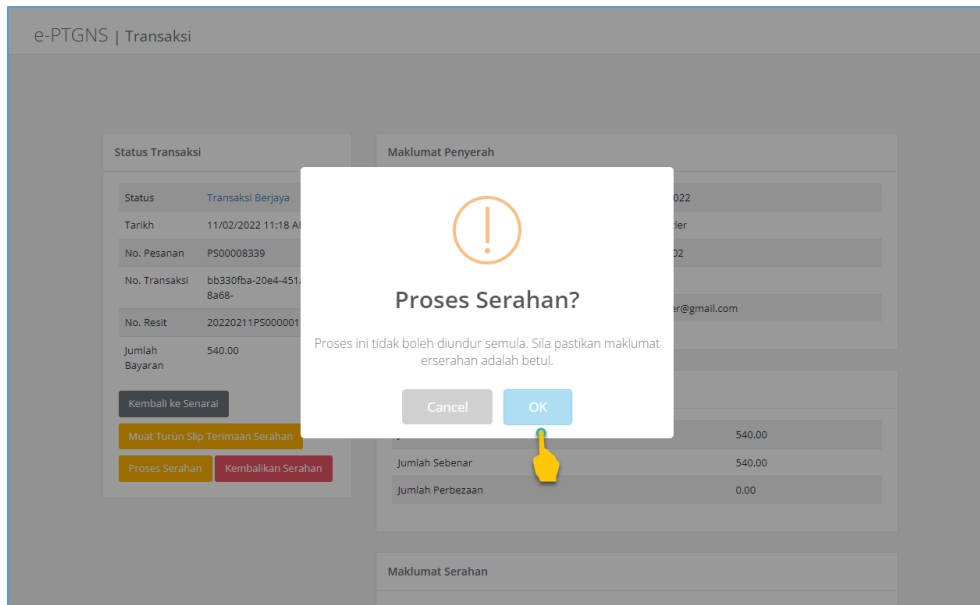 e-PTGNS | Transaksi
Status Transaksi
Status Transaksi Berjaya
Tarikh 11/02/2022 11:18
No. Pesanan PS00008339
No. Transaksi bb330fba-20e4-451
8a68-
No. Resit 20220211PS000001
Jumlah 540.00
Bayaran
Kembali ke Senarai
Muat Turun Slip Terimaan Serahan
Proses Serahan Kembalikan Serahan
Maklumat Penyerah
022
der
02
er@gmail.com
Proses Serahan?
Proses ini tidak boleh diundur semula. Sila pastikan maklumat
erserahan adalah betul.
Cancel OK
540.00
Jumlah Sebenar 540.00
Jumlah Perbezaan 0.00
Maklumat Serahan